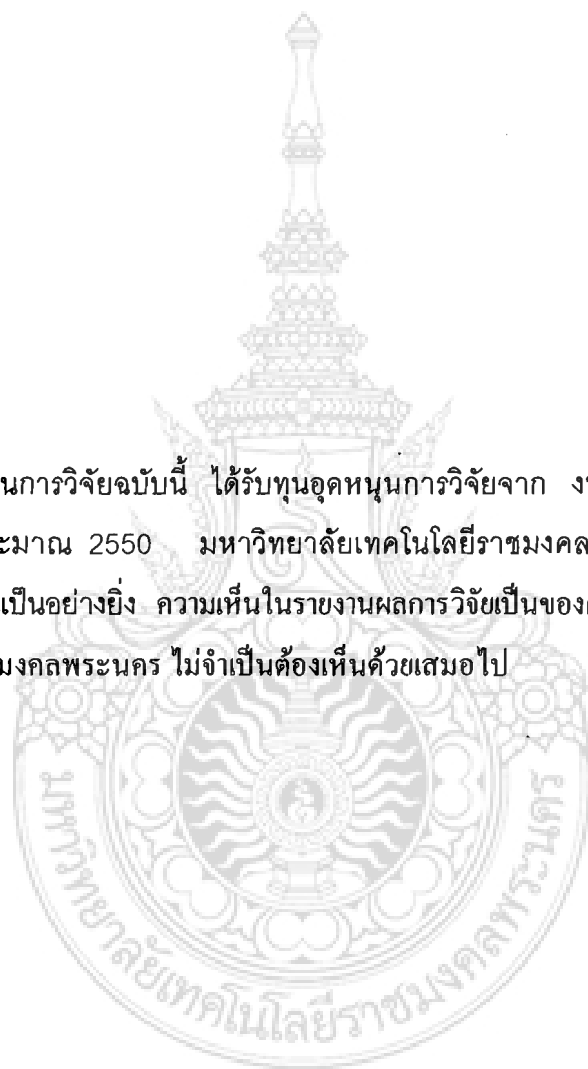 นการวิจัยฉบับนี้ ได้รับทุนอุดหนุนการวิจัยจาก ง
ะมาณ 2550 มหาวิทยาลัยเทคโนโลยีราชมงคล
เป็นอย่างยิ่ง ความเห็นในรายงานผลการวิจัยเป็นของ
มงคลพระนคร ไม่จำเป็นต้องเห็นด้วยเสมอไป
มหาวิทยาลัยเทคโนโลยีราชมงคลพระนคร